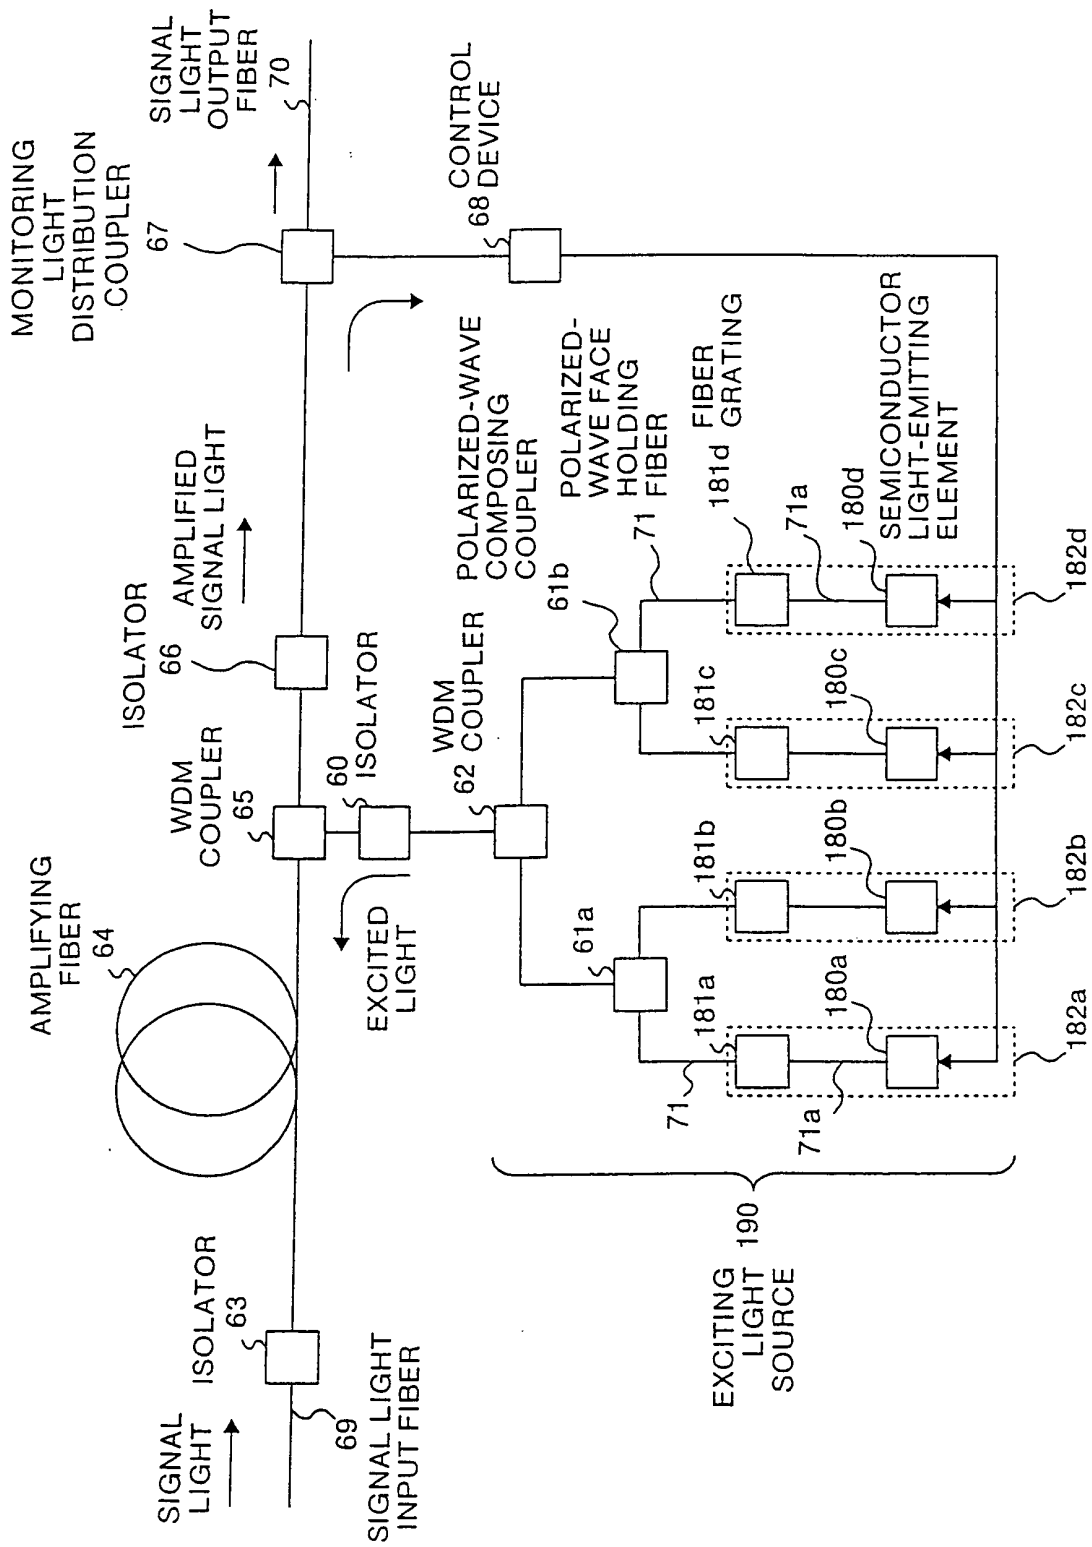 SIGNAL
LIGHT
SIGNAL LIGHT
INPUT FIBER
69
ISOLATOR
63
AMPLIFYING
FIBER
64
EXCITED
LIGHT
WDM
COUPLER
65
60
ISOLATOR
ISOLATOR
66
AMPLIFIED
SIGNAL LIGHT
MONITORING
LIGHT
DISTRIBUTION
COUPLER
67
SIGNAL
LIGHT
OUTPUT
FIBER
70
68
CONTROL
DEVICE
WDM
COUPLER
62
POLARIZED-WAVE
COMPOSING
COUPLER
61b
61a
POLARIZED-
WAVE FACE
HOLDING
FIBER
71
71
FIBER
GRATING
181a
181b
181c
181d
71a
71a
180a
180b
180c
180d
SEMICONDUCTOR
LIGHT-EMITTING
ELEMENT
182a
182b
182c
182d
EXCITING
LIGHT
SOURCE
190